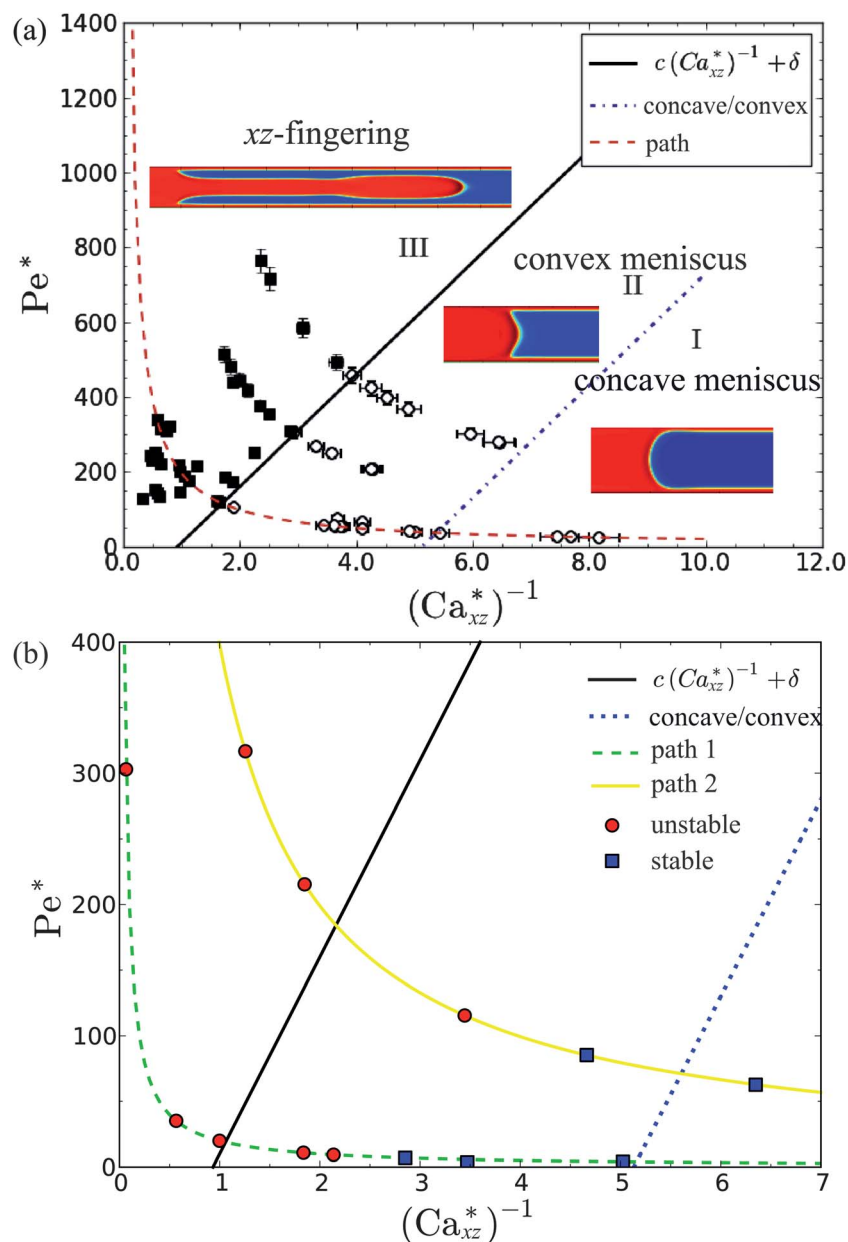 (a)
1400
1200
1000
800
600
400
200
0
Pe*
c(Ca*xz)⁻¹+δ
concave/convex
path
xz-fingering
III
convex meniscus
II
I
concave meniscus
0.0 2.0 4.0 6.0 8.0 10.0 12.0
(Ca*xz)⁻¹
(b)
400
300
200
100
0
Pe*
c(Ca*xz)⁻¹+δ
concave/convex
path 1
path 2
unstable
stable
0 1 2 3 4 5 6 7
(Ca*xz)⁻¹